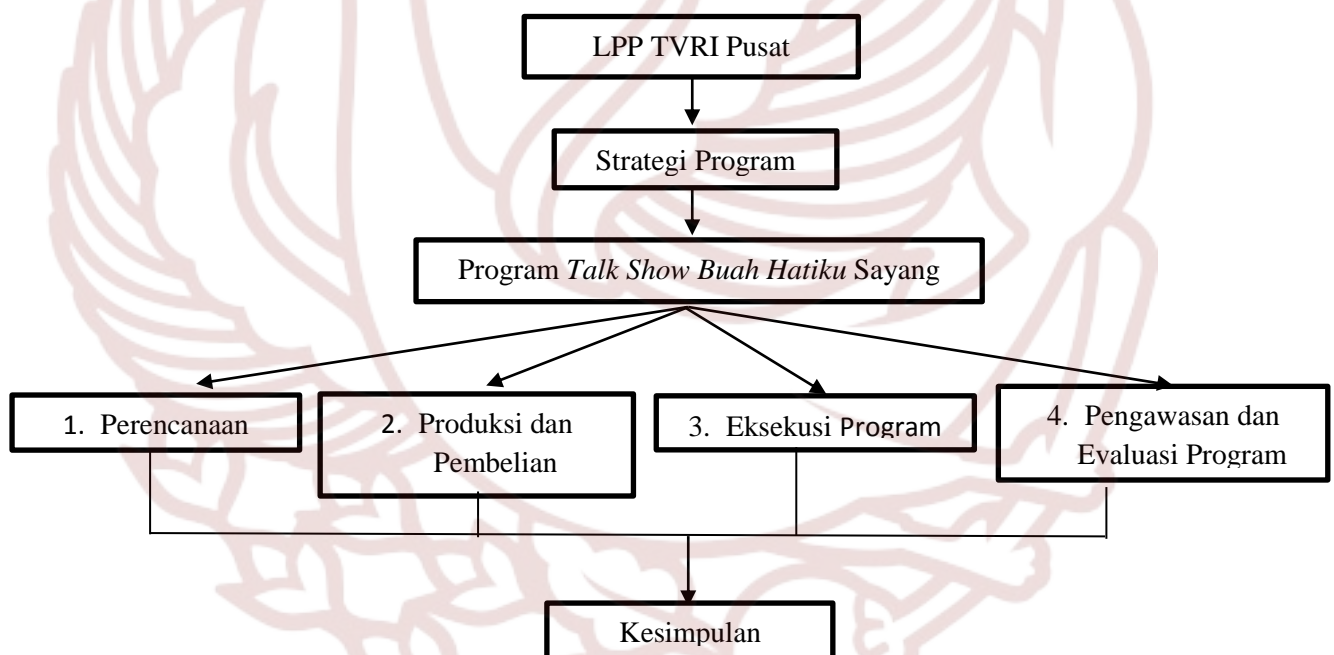 LPP TVRI Pusat
Strategi Program
Program Talk Show Buah Hatiku Sayang
1. Perencanaan
2. Produksi dan
Pembelian
3. Eksekusi Program
4. Pengawasan dan
Evaluasi Program
Kesimpulan